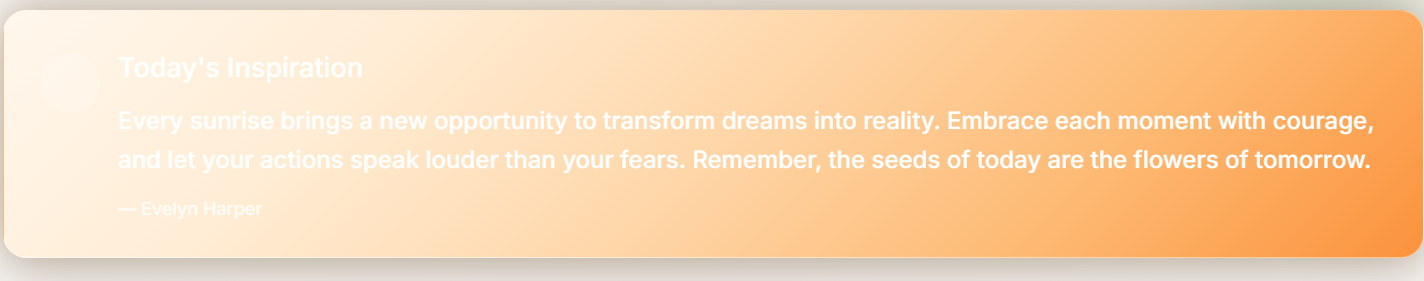 Today's Inspiration
Every sunrise brings a new opportunity to transform dreams into reality. Embrace each moment with courage,
and let your actions speak louder than your fears. Remember, the seeds of today are the flowers of tomorrow.
— Evelyn Harper